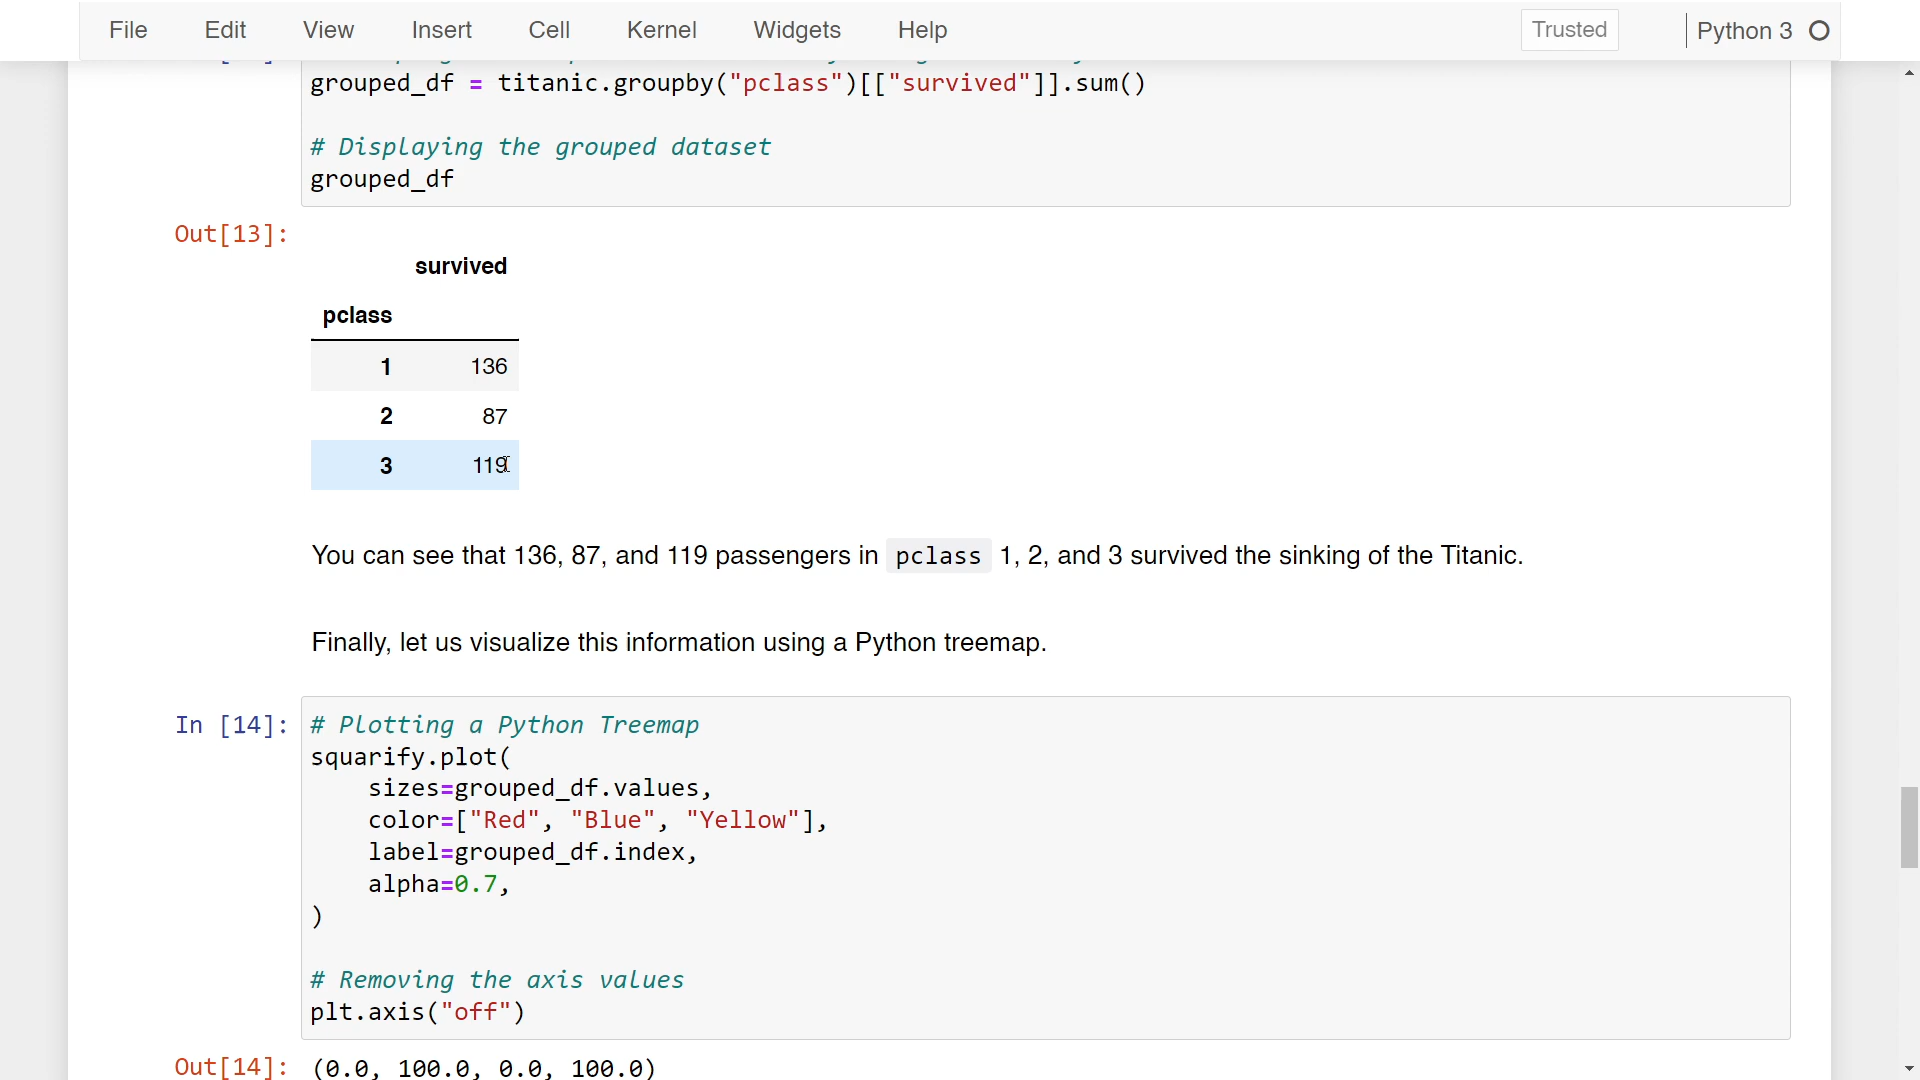 File Edit View Insert Cell Kernel Widgets Help Trusted Python 3
grouped_df = titanic.groupby("pclass")[["survived"]].sum()
# Displaying the grouped dataset
grouped_df
Out[13]:
survived
pclass
1 136
2 87
3 119
You can see that 136, 87, and 119 passengers in pclass 1, 2, and 3 survived the sinking of the Titanic.
Finally, let us visualize this information using a Python treemap.
In [14]: # Plotting a Python Treemap
squarify.plot(
    sizes=grouped_df.values,
    color=["Red", "Blue", "Yellow"],
    label=grouped_df.index,
    alpha=0.7,
)
# Removing the axis values
plt.axis("off")
Out[14]: (0.0, 100.0, 0.0, 100.0)